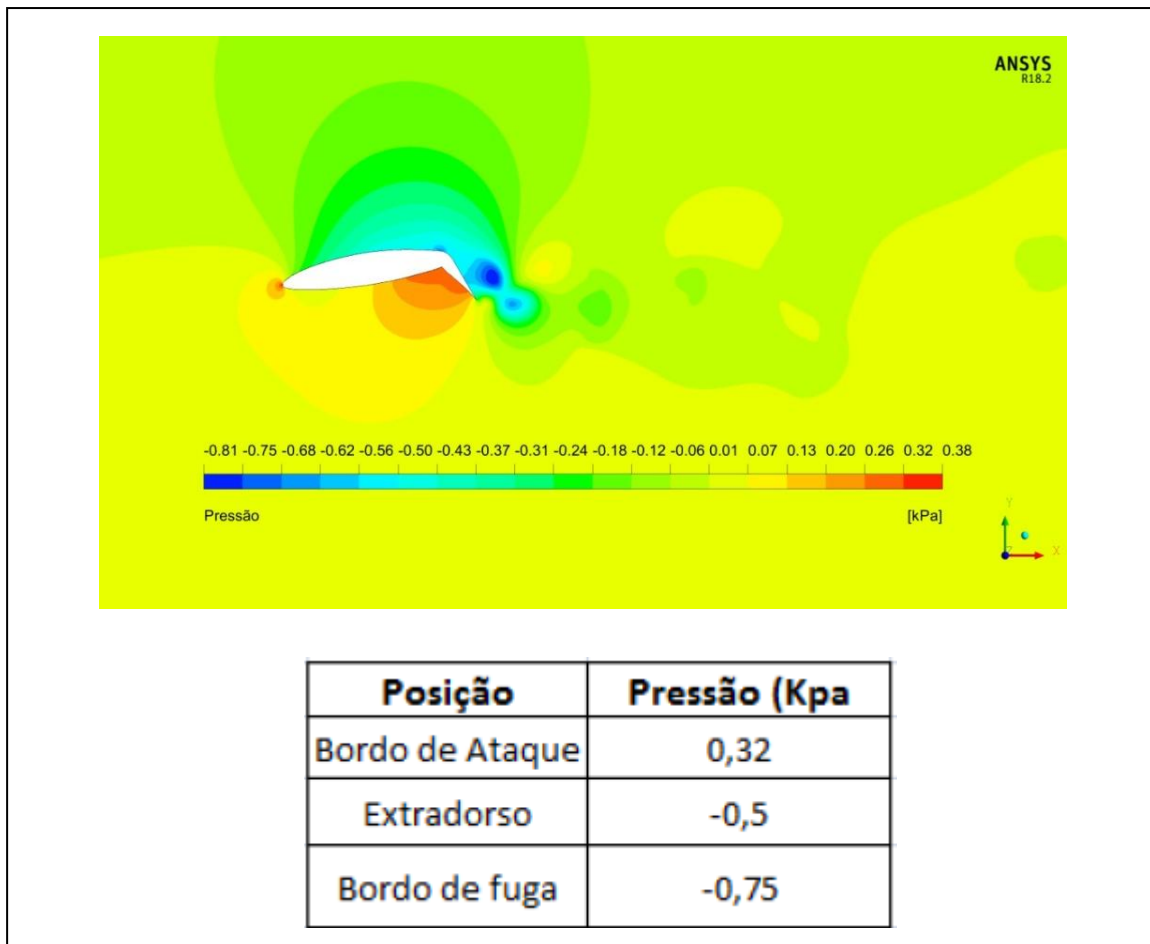 ANSYS
R18.2
-0.81 -0.75 -0.68 -0.62 -0.56 -0.50 -0.43 -0.37 -0.31 -0.24 -0.18 -0.12 -0.06 0.01 0.07 0.13 0.20 0.26 0.32 0.38
Pressão [kPa]
Y
Z X
Posição Pressão (Kpa
Bordo de Ataque 0,32
Extradorso -0,5
Bordo de fuga -0,75